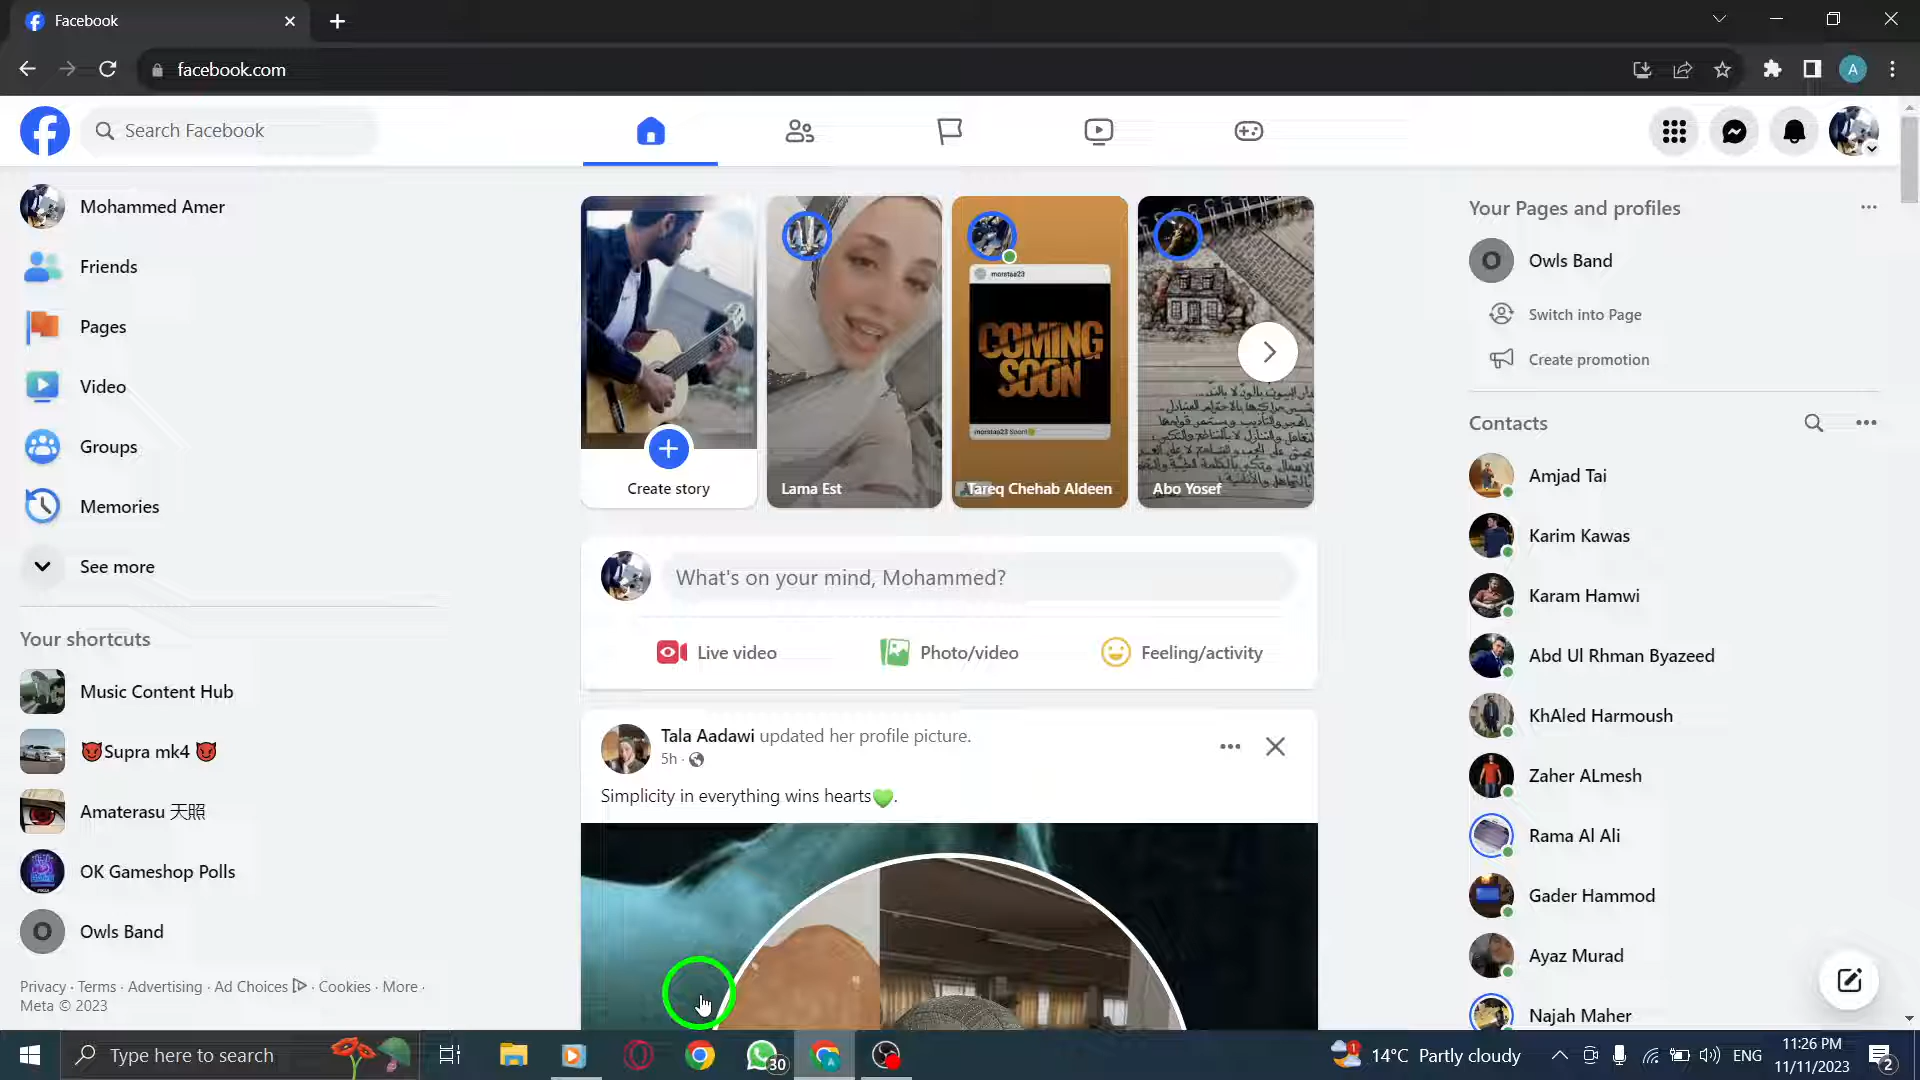 Facebook
facebook.com
Search Facebook
Mohammed Amer
Friends
Pages
Video
Groups
Memories
See more
Your shortcuts
Music Content Hub
😈Supra mk4 😈
Amaterasu 天照
OK Gameshop Polls
O
Owls Band
Privacy · Terms · Advertising · Ad Choices · Cookies · More ·
Meta © 2023
Create story
Lama Est
morstaa23
COMING
SOON
morstaa23 Soon!
Tareq Chehab Aldeen
Abo Yosef
What's on your mind, Mohammed?
Live video
Photo/video
Feeling/activity
Tala Aadawi updated her profile picture.
5h ·
Simplicity in everything wins hearts💚.
A
Your Pages and profiles
O
Owls Band
Switch into Page
Create promotion
Contacts
Amjad Tai
Karim Kawas
Karam Hamwi
Abd Ul Rhman Byazeed
KhAled Harmoush
Zaher ALmesh
Rama Al Ali
Gader Hammod
Ayaz Murad
Najah Maher
Type here to search
30
A
1
14°C Partly cloudy
ENG
11:26 PM
11/11/2023
2